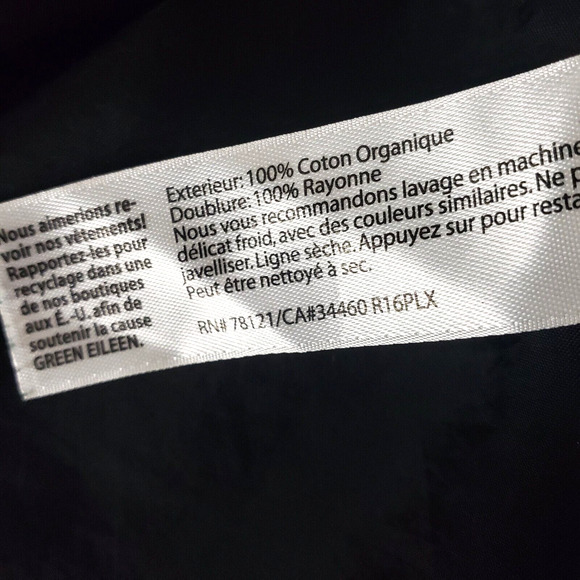 Nous aimerions re-
voir nos vêtements!
Rapportez-les pour
recyclage dans une
de nos boutiques
aux É.-U. afin de
soutenir la cause
GREEN EILEEN.
Exterieur: 100% Coton Organique
Doublure: 100% Rayonne
Nous vous recommandons lavage en machine
délicat froid, avec des couleurs similaires. Ne
javelliser. Ligne sèche. Appuyez sur pour
Peut être nettoyé à sec.
RN# 78121/CA#34460 R16PLX